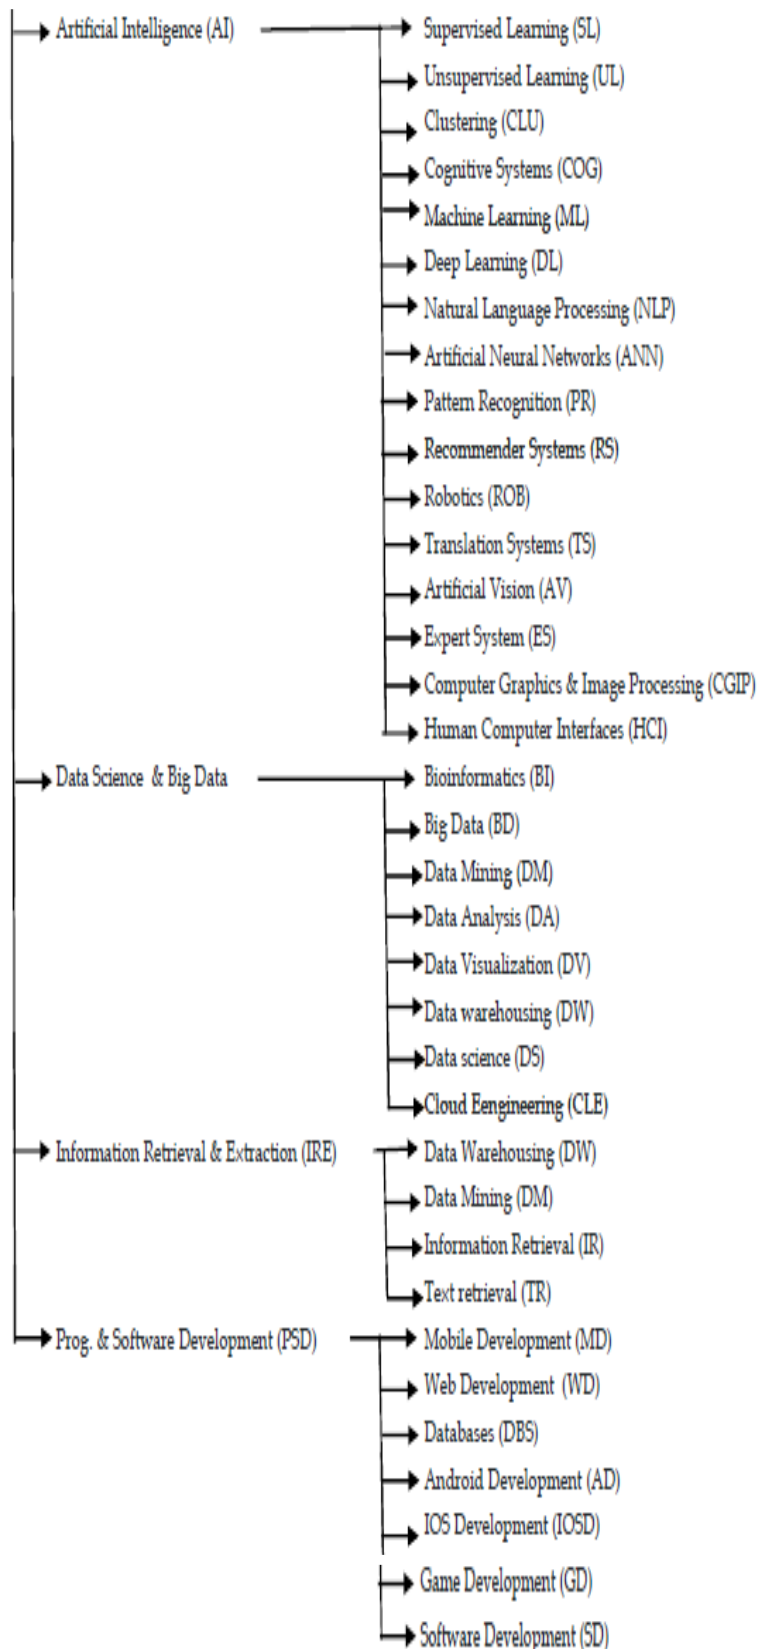 Artificial Intelligence (AI)
Supervised Learning (SL)
Unsupervised Learning (UL)
Clustering (CLU)
Cognitive Systems (COG)
Machine Learning (ML)
Deep Learning (DL)
Natural Language Processing (NLP)
Artificial Neural Networks (ANN)
Pattern Recognition (PR)
Recommender Systems (RS)
Robotics (ROB)
Translation Systems (TS)
Artificial Vision (AV)
Expert System (ES)
Computer Graphics & Image Processing (CGIP)
Human Computer Interfaces (HCI)
Data Science & Big Data
Bioinformatics (BI)
Big Data (BD)
Data Mining (DM)
Data Analysis (DA)
Data Visualization (DV)
Data warehousing (DW)
Data science (DS)
Cloud Eengineering (CLE)
Information Retrieval & Extraction (IRE)
Data Warehousing (DW)
Data Mining (DM)
Information Retrieval (IR)
Text retrieval (TR)
Prog. & Software Development (PSD)
Mobile Development (MD)
Web Development (WD)
Databases (DBS)
Android Development (AD)
IOS Development (IOSD)
Game Development (GD)
Software Development (SD)